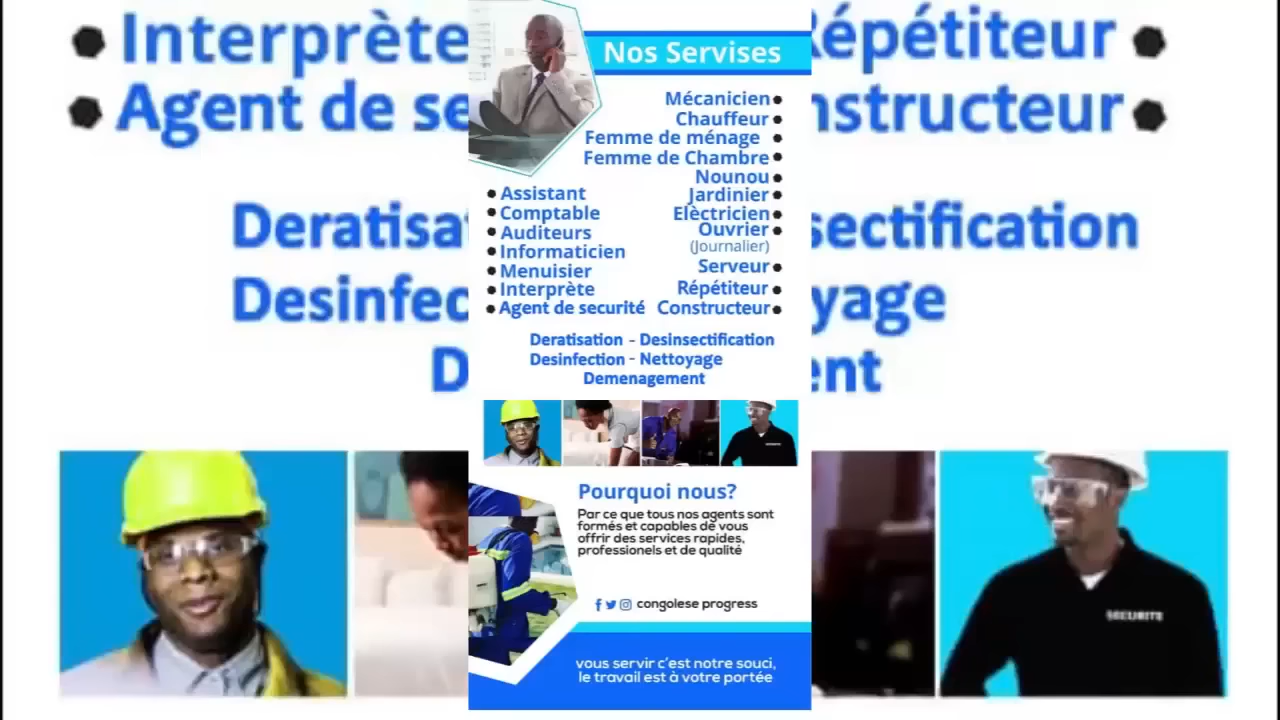 Nos Servises
Mécanicien
Chauffeur
Femme de ménage
Femme de Chambre
Nounou
Jardinier
Elèctricien
Ouvrier
(Journalier)
Serveur
Répétiteur
Constructeur
Assistant
Comptable
Auditeurs
Informaticien
Menuisier
Interprète
Agent de securité
Deratisation - Desinsectification
Desinfection - Nettoyage
Demenagement
Pourquoi nous?
Par ce que tous nos agents sont
formés et capables de vous
offrir des services rapides,
professionels et de qualité
congolese progress
vous servir c'est notre souci,
le travail est à votre portée
Interprète
Répétiteur
Agent de se
nstructeur
Deratisa
sectification
Desinfec
yage
D
ent
SECURITE